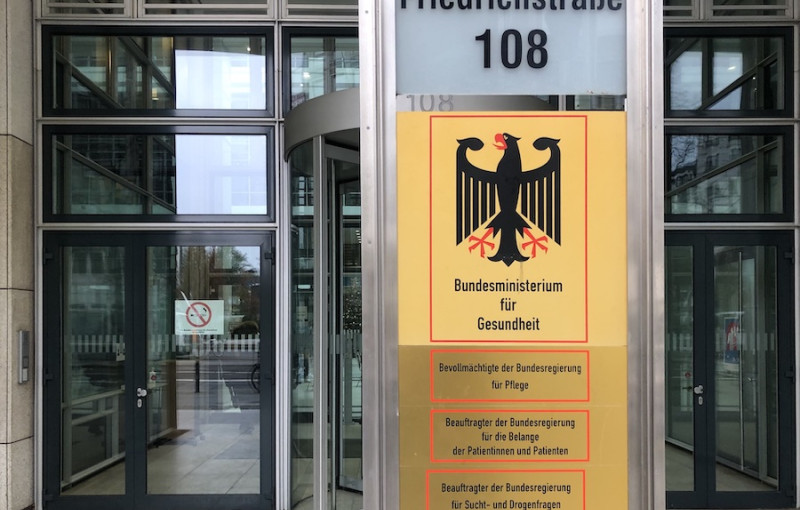 Friedrichstraße
108
108
Bundesministerium
für
Gesundheit
Bevollmächtigte der Bundesregierung
für Pflege
Beauftragter der Bundesregierung
für die Belange
der Patientinnen und Patienten
Beauftragter der Bundesregierung
für Sucht- und Drogenfragen